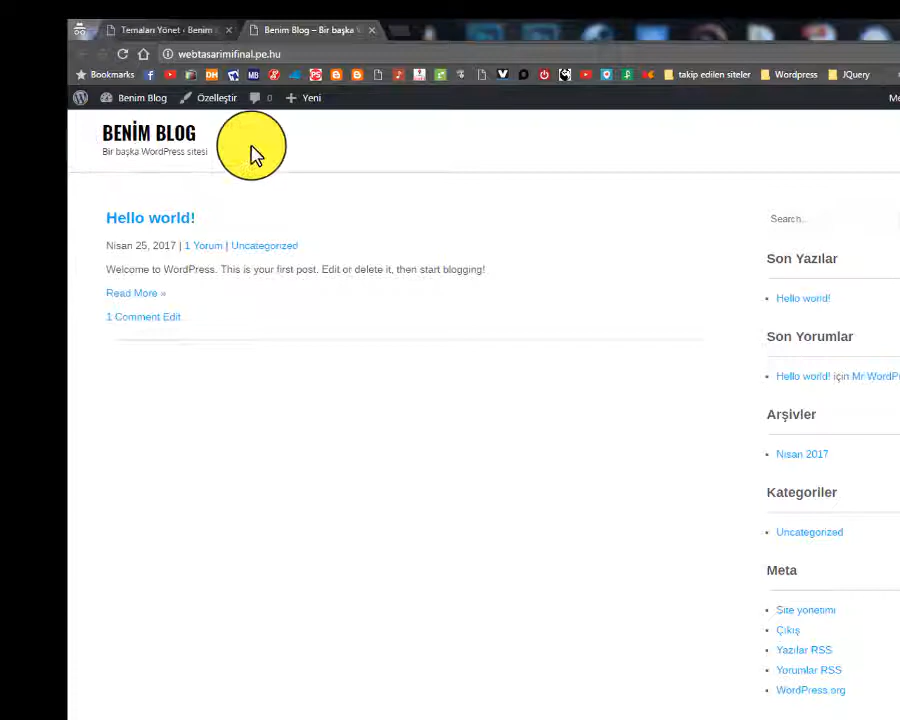 Temaları Yönet ‹ Benim
Benim Blog – Bir başka
webtasarimifinal.pe.hu
Bookmarks
DH
MB
PS
takip edilen siteler
Wordpress
JQuery
Benim Blog
Özelleştir
0
Yeni
Me
BENİM BLOG
Bir başka WordPress sitesi
Hello world!
Nisan 25, 2017 | 1 Yorum | Uncategorized
Welcome to WordPress. This is your first post. Edit or delete it, then start blogging!
Read More »
1 Comment Edit
Search...
Son Yazılar
Hello world!
Son Yorumlar
Hello world! için Mr WordPr
Arşivler
Nisan 2017
Kategoriler
Uncategorized
Meta
Site yönetimi
Çıkış
Yazılar RSS
Yorumlar RSS
WordPress.org